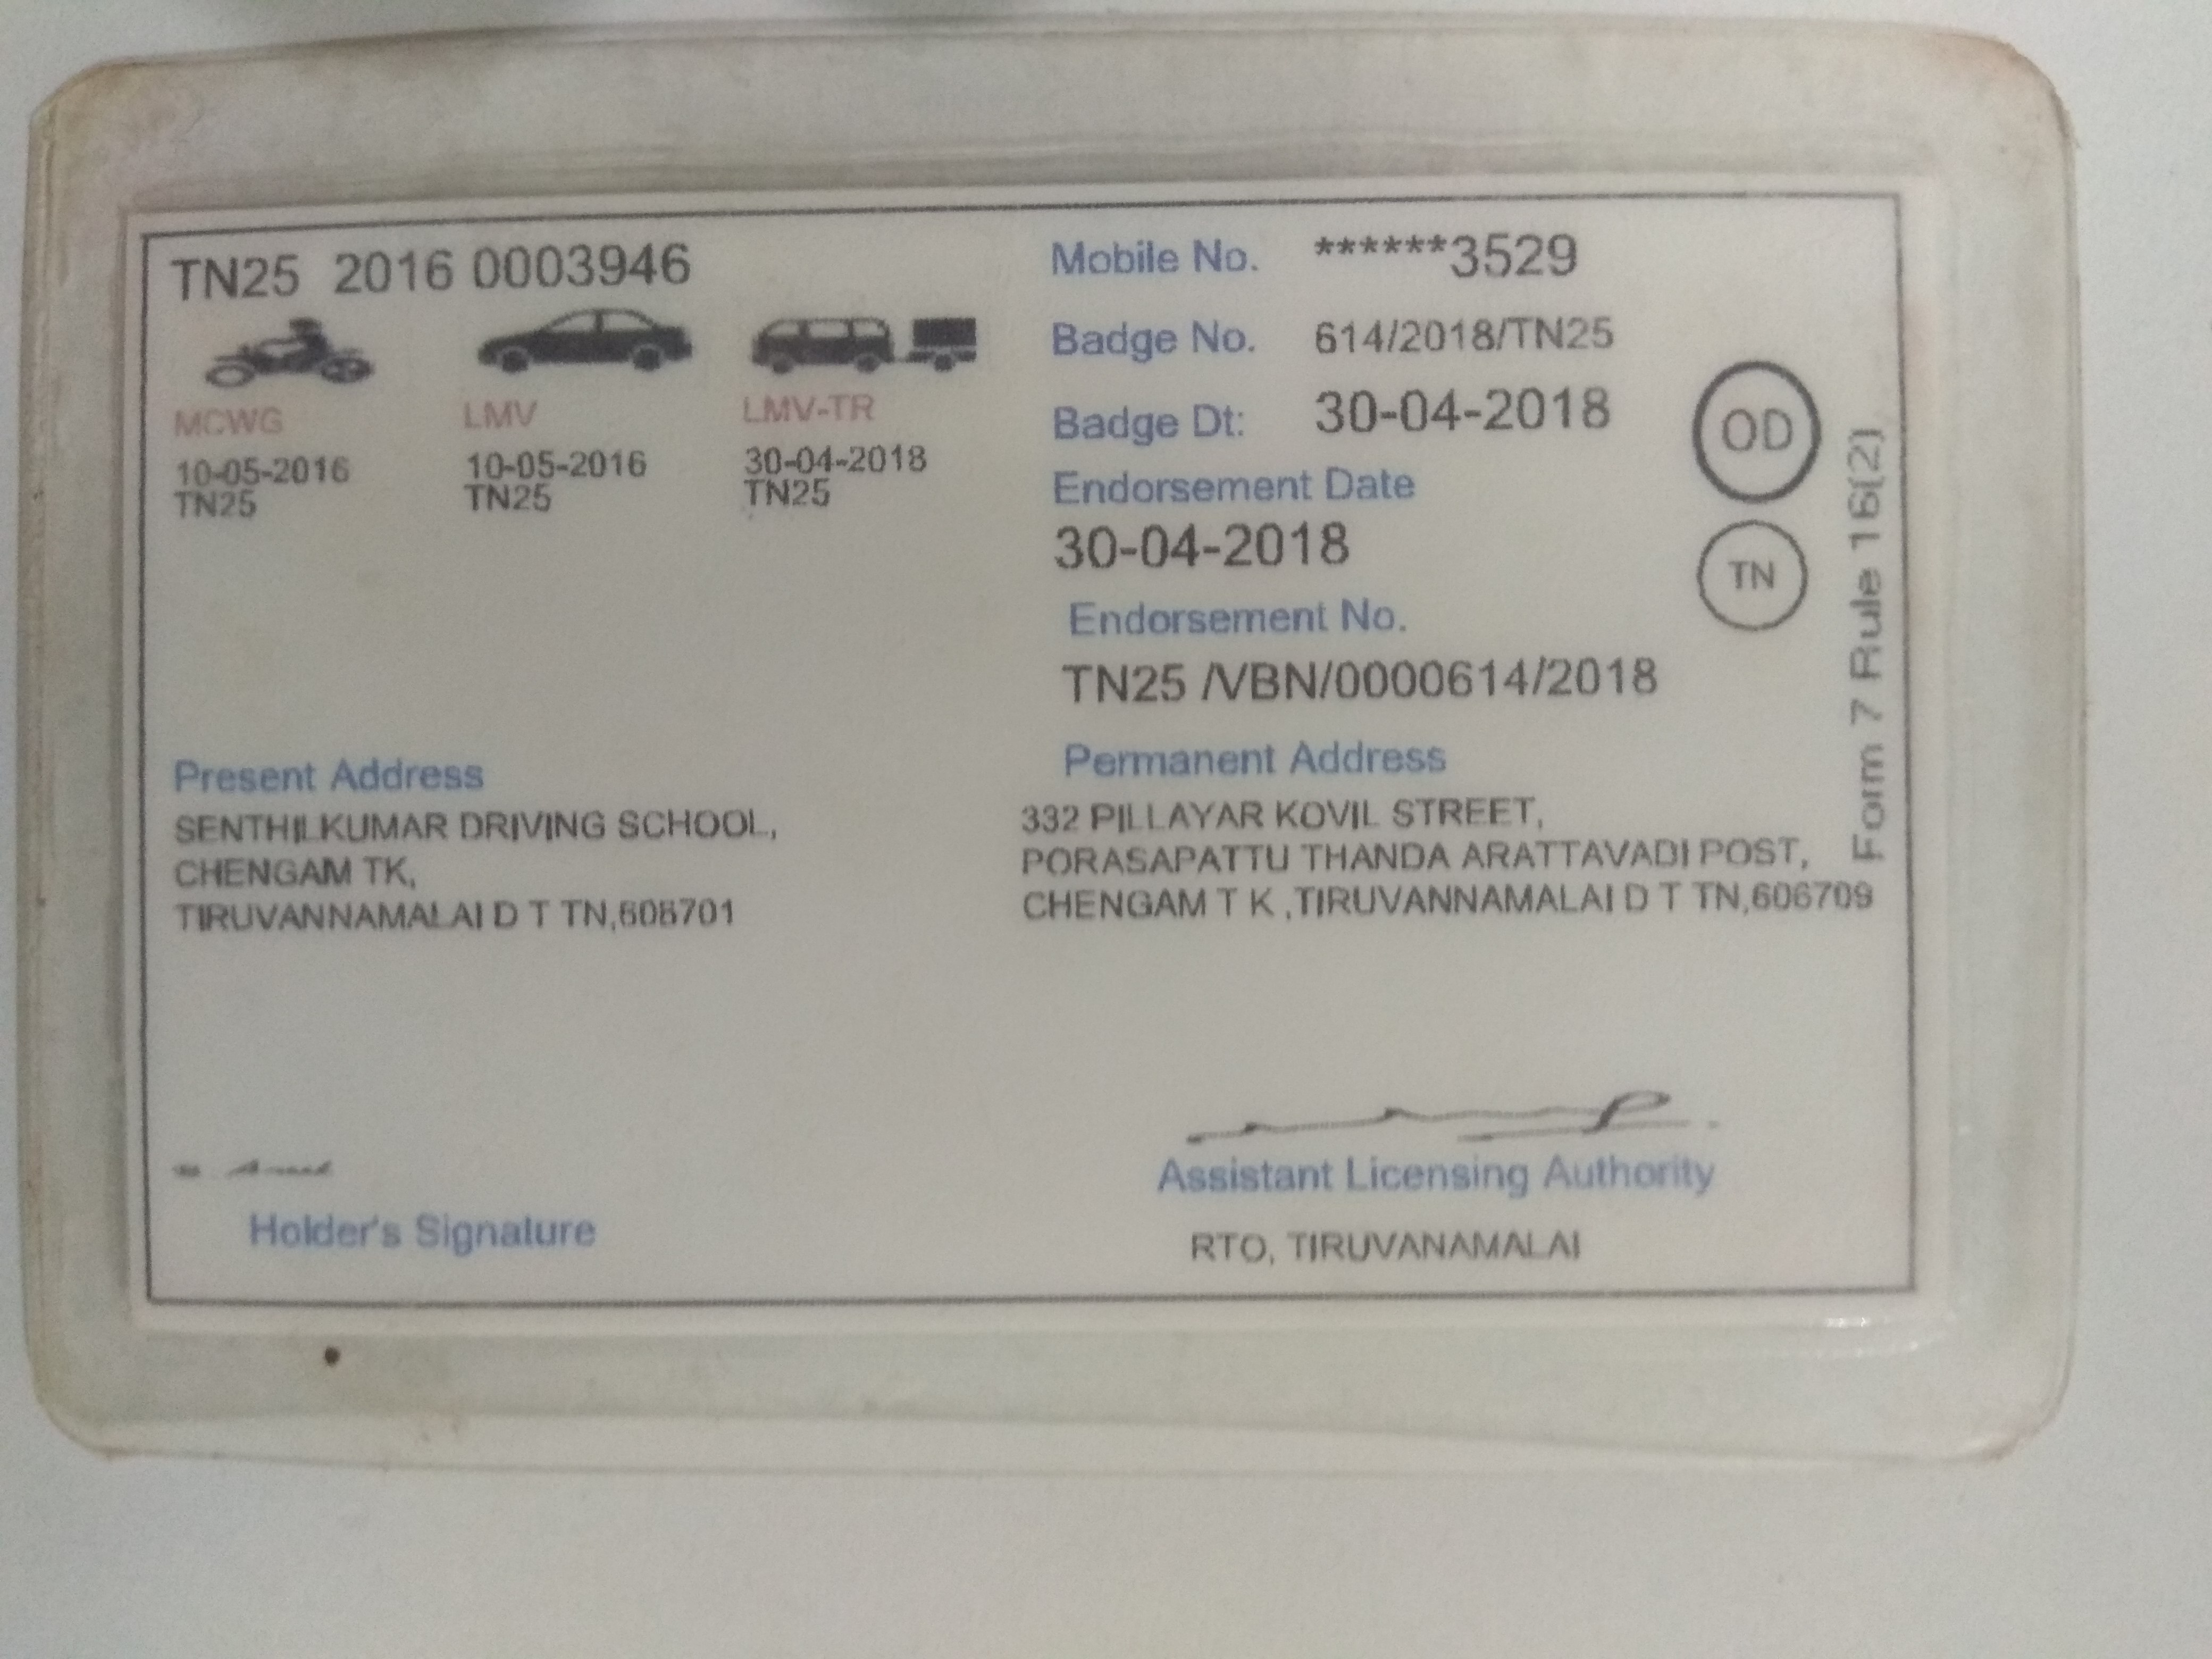 TN25 2016 0003946
MCWG LMV LMV-TR
10-05-2016 10-05-2016 30-04-2018
TN25 TN25 TN25
Mobile No. ******3529
Badge No. 614/2018/TN25
Badge Dt: 30-04-2018
Endorsement Date
30-04-2018
Endorsement No.
TN25 /VBN/0000614/2018
OD
TN
Form 7 Rule 16(2)
Present Address
SENTHILKUMAR DRIVING SCHOOL,
CHENGAM TK,
TIRUVANNAMALAI D T TN,606701
Permanent Address
332 PILLAYAR KOVIL STREET,
PORASAPATTU THANDA ARATTAVADI POST,
CHENGAM T K ,TIRUVANNAMALAI D T TN,606709
Holder's Signature
Assistant Licensing Authority
RTO, TIRUVANAMALAI